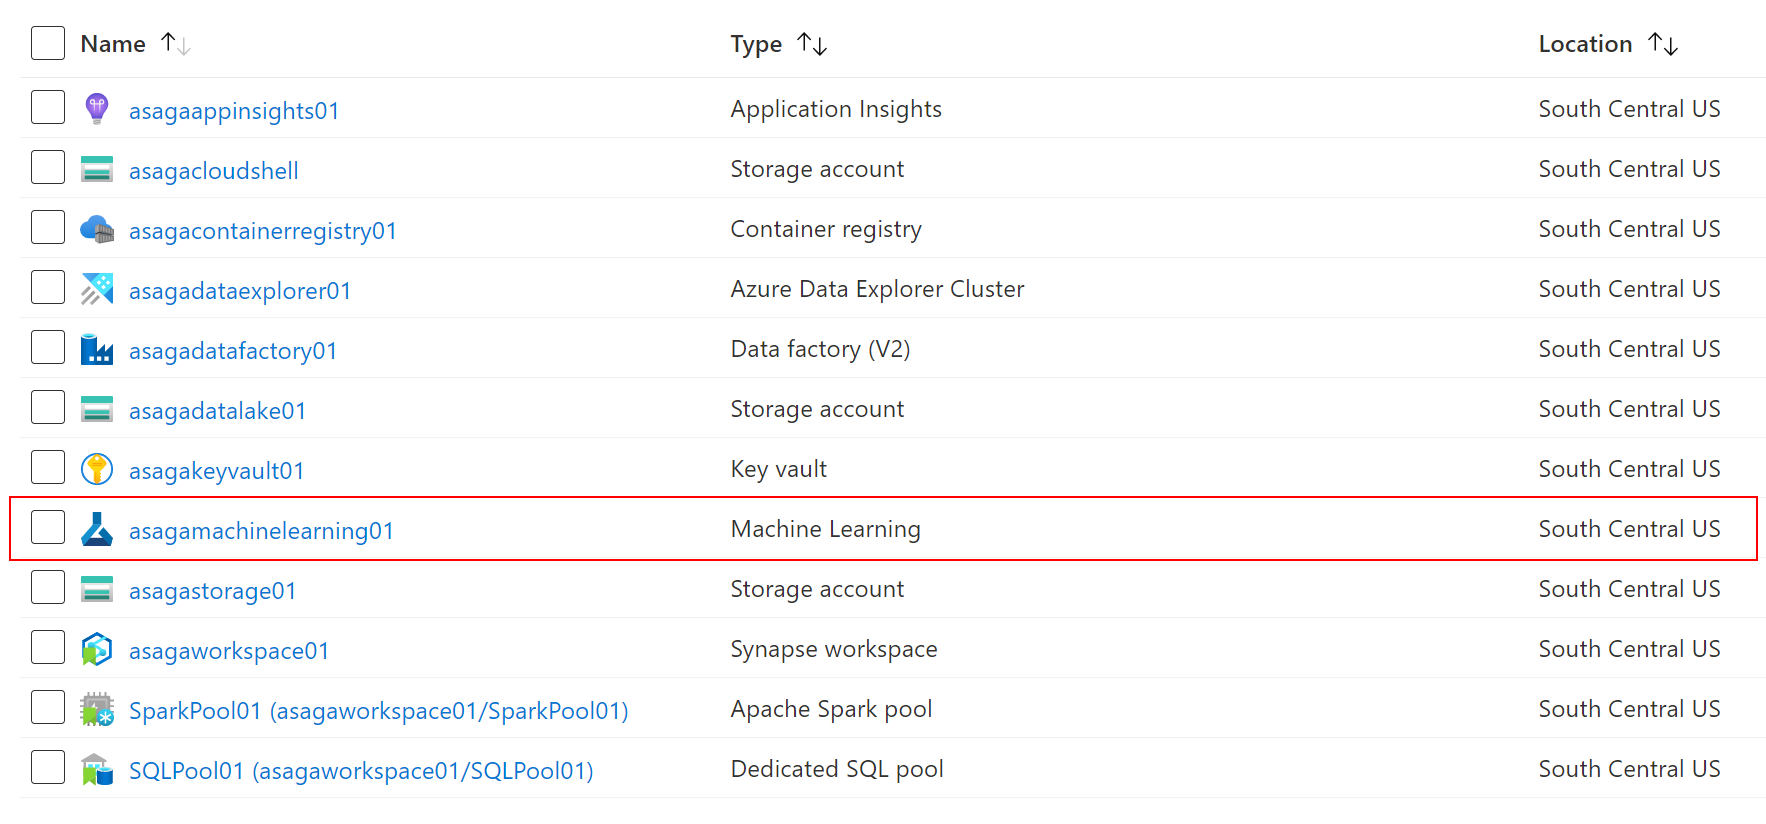 Name Type Location
asagaappinsights01 Application Insights South Central US
asagacloudshell Storage account South Central US
asagacontainerregistry01 Container registry South Central US
asagadataexplorer01 Azure Data Explorer Cluster South Central US
asagadatafactory01 Data factory (V2) South Central US
asagadatalake01 Storage account South Central US
asagakeyvault01 Key vault South Central US
asagamachinelearning01 Machine Learning South Central US
asagastorage01 Storage account South Central US
asagaworkspace01 Synapse workspace South Central US
SparkPool01 (asagaworkspace01/SparkPool01) Apache Spark pool South Central US
SQLPool01 (asagaworkspace01/SQLPool01) Dedicated SQL pool South Central US